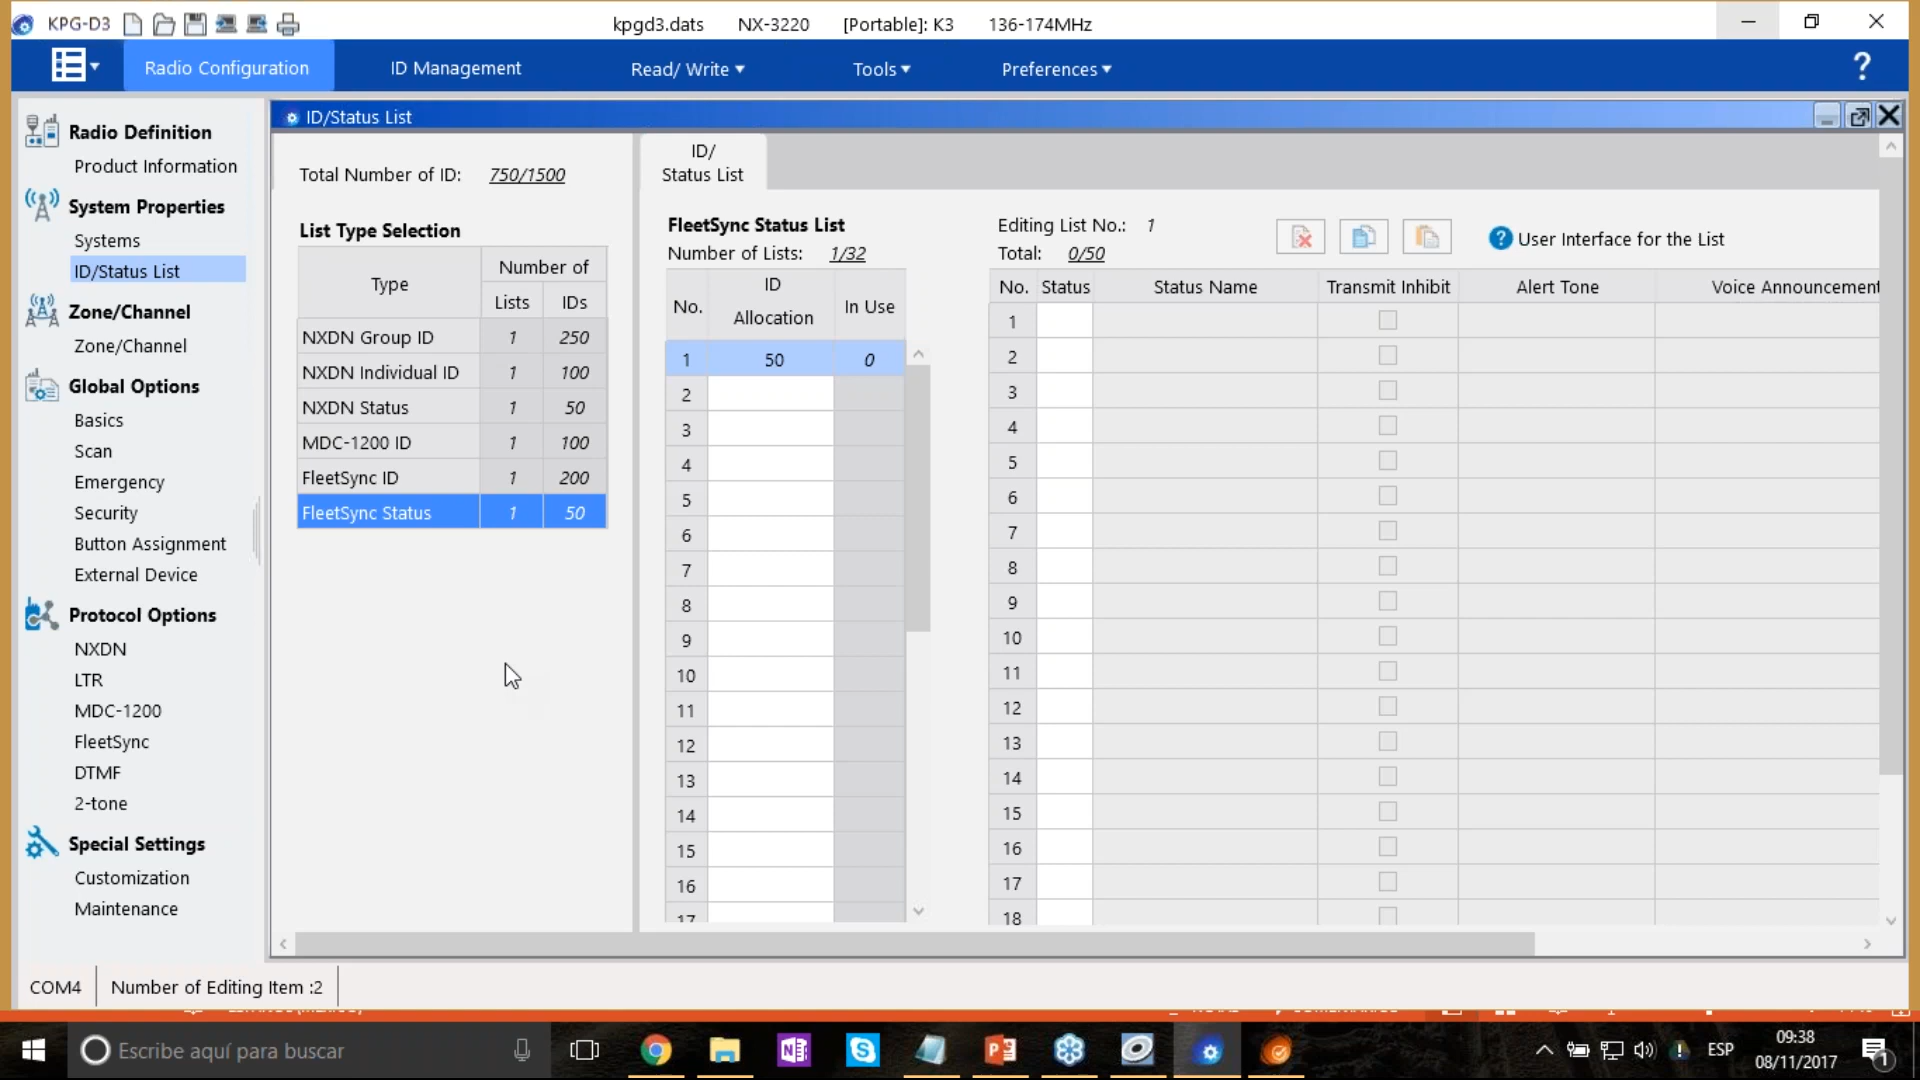 KPG-D3 kpgd3.dats NX-3220 [Portable]: K3 136-174MHz
Radio Configuration ID Management Read/ Write Tools Preferences ?
Radio Definition
Product Information
System Properties
Systems
ID/Status List
Zone/Channel
Zone/Channel
Global Options
Basics
Scan
Emergency
Security
Button Assignment
External Device
Protocol Options
NXDN
LTR
MDC-1200
FleetSync
DTMF
2-tone
Special Settings
Customization
Maintenance
ID/Status List
Total Number of ID: 750/1500
List Type Selection
Type Number of
Lists IDs
NXDN Group ID 1 250
NXDN Individual ID 1 100
NXDN Status 1 50
MDC-1200 ID 1 100
FleetSync ID 1 200
FleetSync Status 1 50
ID/
Status List
FleetSync Status List
Number of Lists: 1/32
No. ID Allocation In Use
1 50 0
2
3
4
5
6
7
8
9
10
11
12
13
14
15
16
17
Editing List No.: 1
Total: 0/50
? User Interface for the List
No. Status Status Name Transmit Inhibit Alert Tone Voice Announcement
1
2
3
4
5
6
7
8
9
10
11
12
13
14
15
16
17
18
COM4 Number of Editing Item :2
Escribe aquí para buscar
ESP
09:38
08/11/2017
1